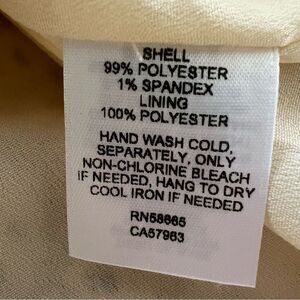 SHELL
99% POLYESTER
1% SPANDEX
LINING
100% POLYESTER
HAND WASH COLD,
SEPARATELY, ONLY
NON-CHLORINE BLEACH
IF NEEDED, HANG TO DRY
COOL IRON IF NEEDED
RN58665
CA57963